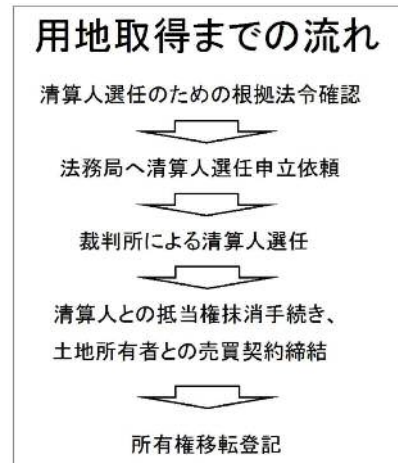 用地取得までの流れ
清算人選任のための根拠法令確認
法務局へ清算人選任申立依頼
裁判所による清算人選任
清算人との抵当権抹消手続き、
土地所有者との売買契約締結
所有権移転登記